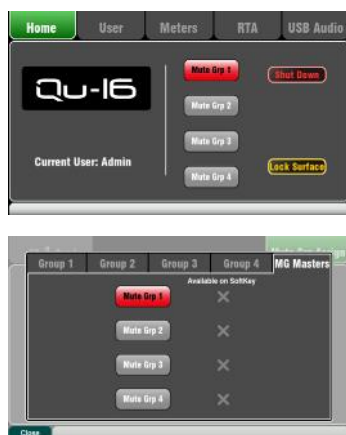 Home User Meters RTA USB Audio
Mute Grp 1 Shut Down
Qu-16
Mute Grp 2
Mute Grp 3
Current User: Admin
Lock Surface
Mute Grp 4
Group 1 Group 2 Group 3 Group 4 MG Masters
Available on SoftKey
Mute Grp 1
Mute Grp 2
Mute Grp 3
Mute Grp 4
Close